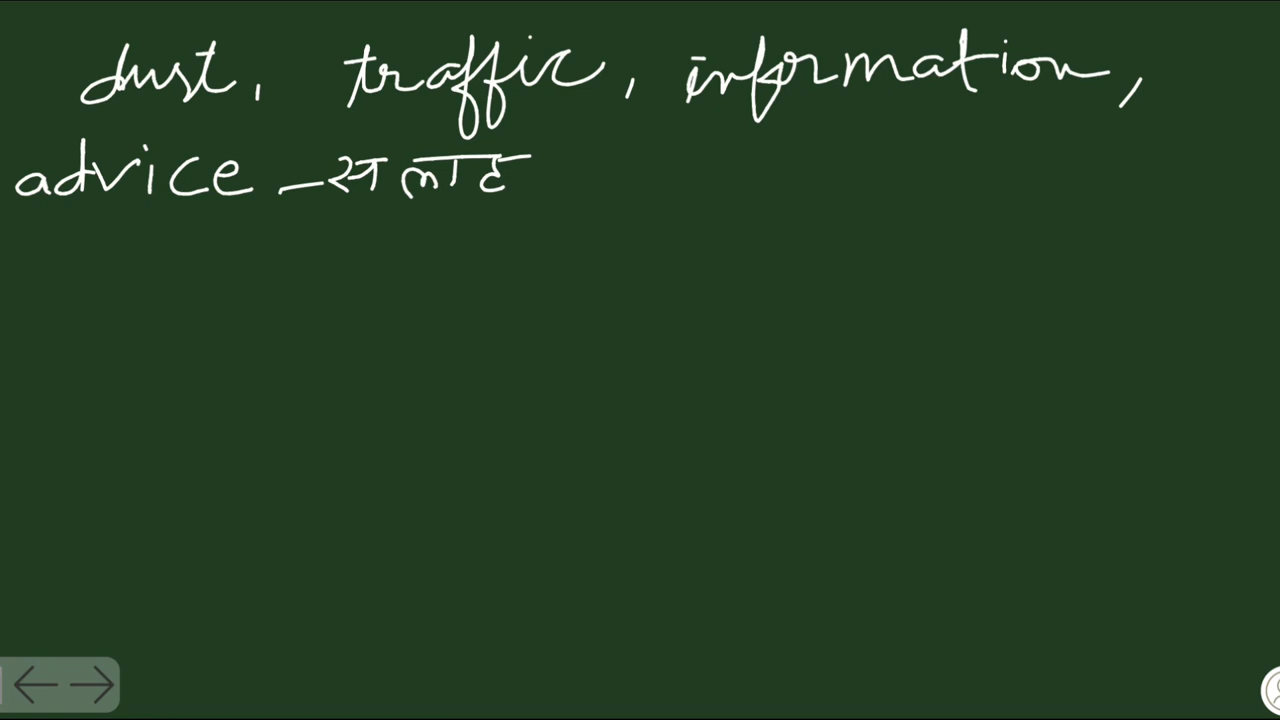 dust, traffic, information,
advice - सलाह